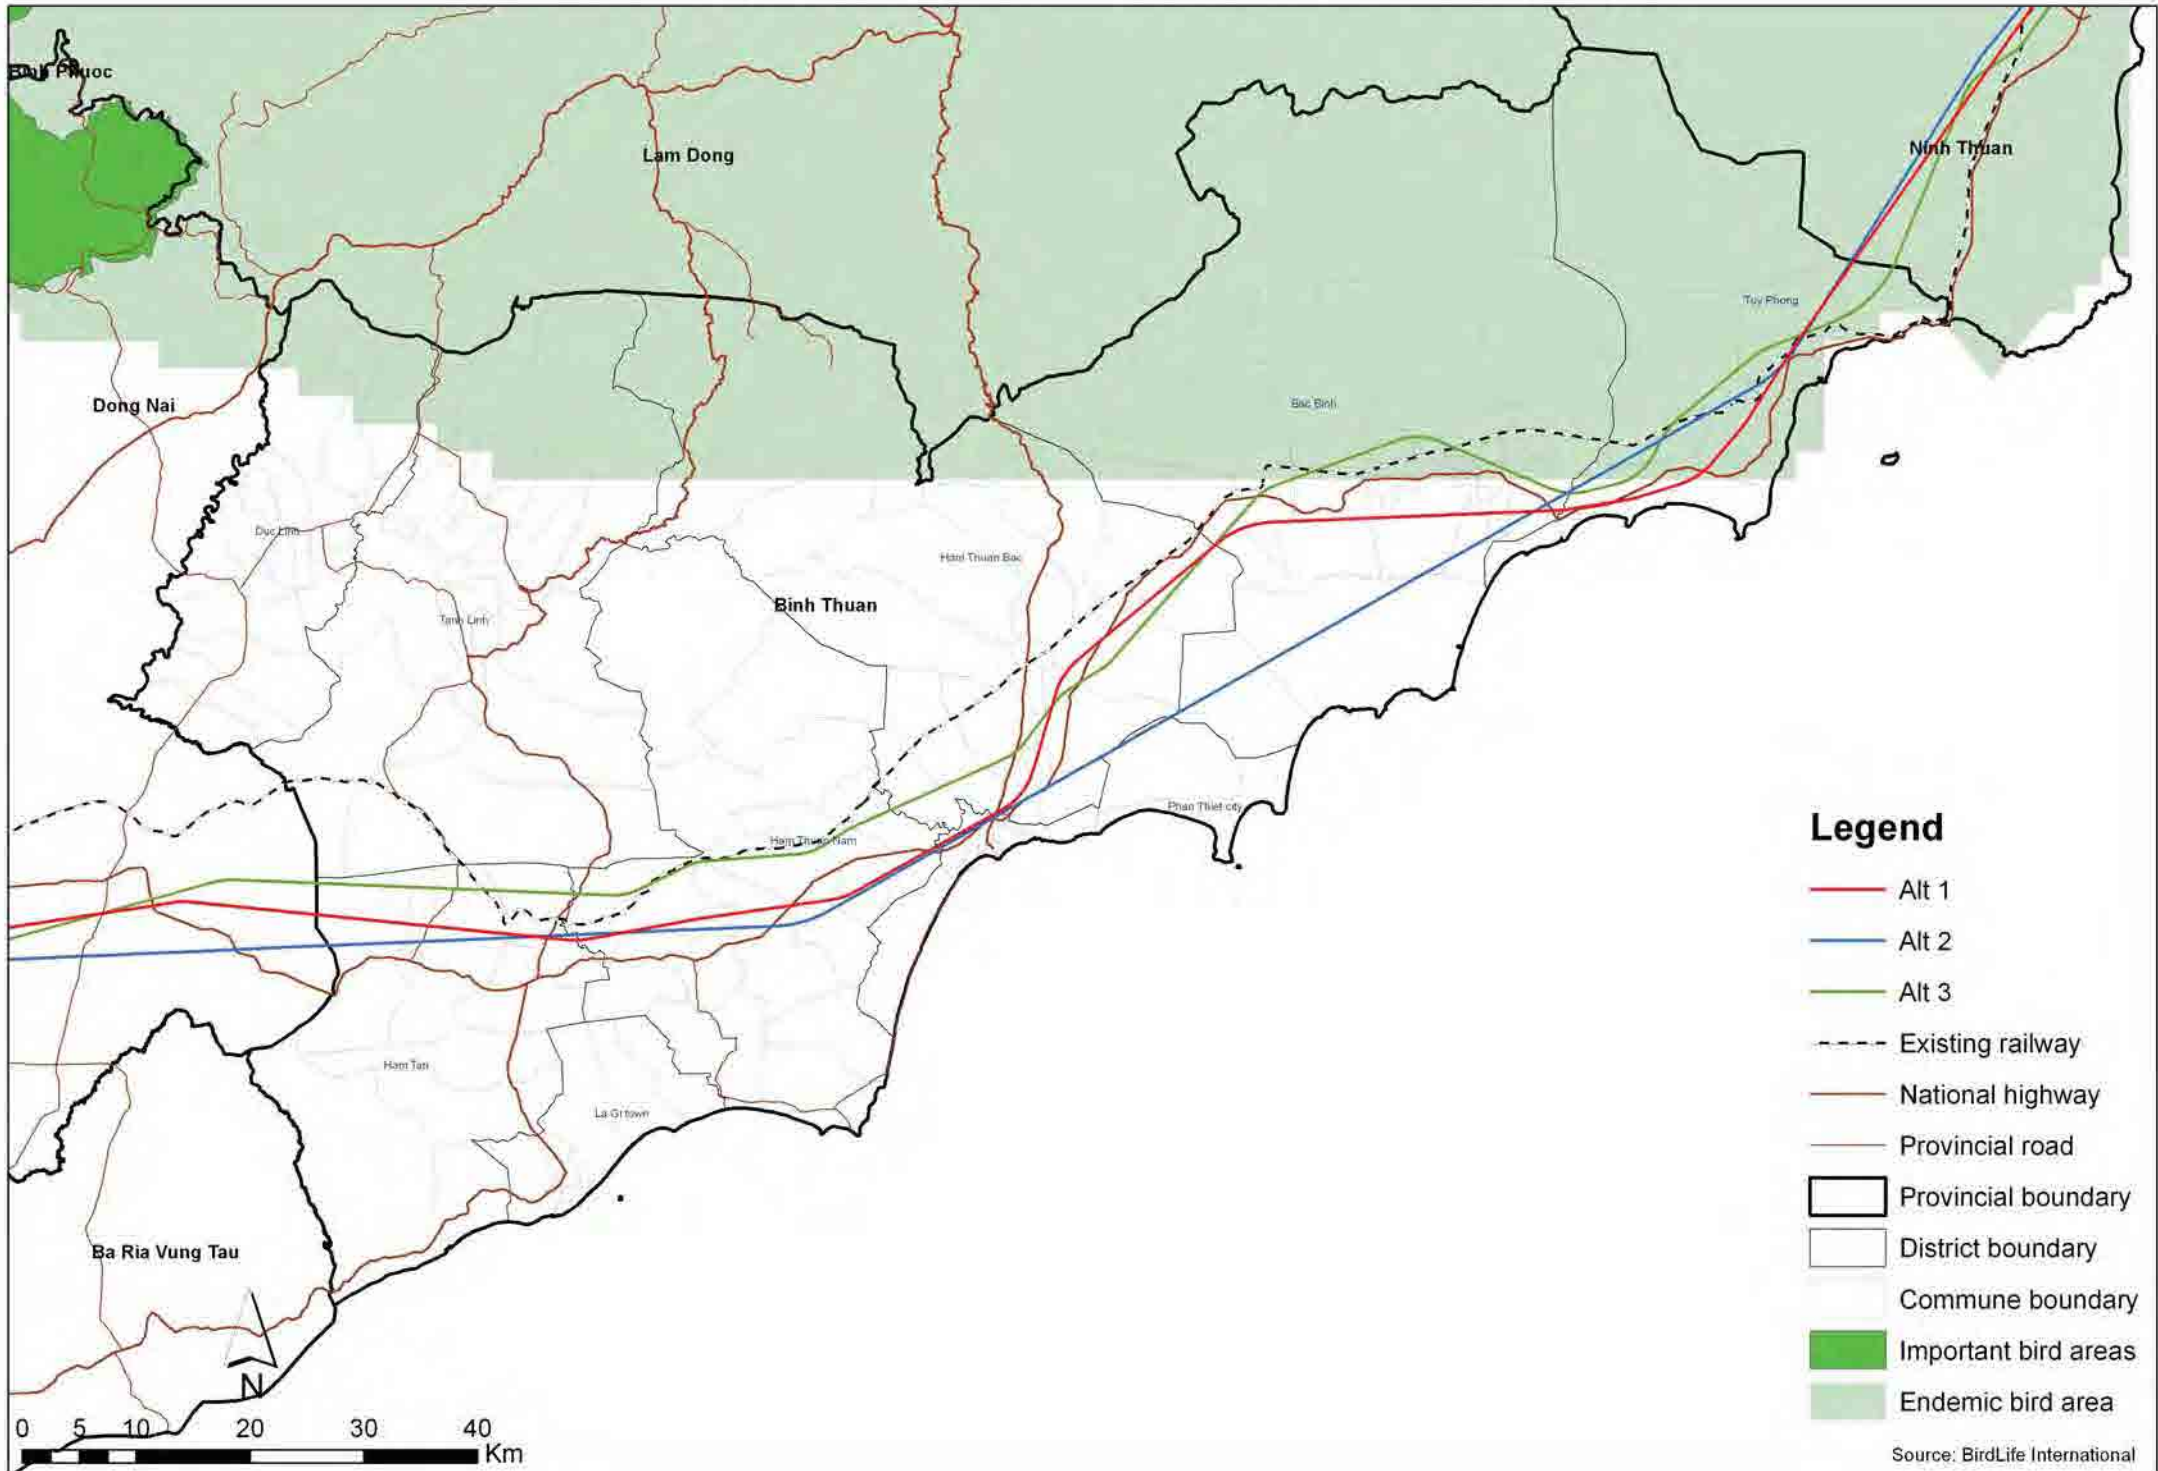 Binh Phuoc
Lam Dong
Ninh Thuan
Tuy Phong
Dong Nai
Bac Binh
Duc Linh
Ham Thuan Bac
Binh Thuan
Tanh Linh
Phan Thiet city
Ham Thuan Nam
Ham Tan
La Gi town
Ba Ria Vung Tau
N
0 5 10 20 30 40
Km
Legend
Alt 1
Alt 2
Alt 3
Existing railway
National highway
Provincial road
Provincial boundary
District boundary
Commune boundary
Important bird areas
Endemic bird area
Source: BirdLife International